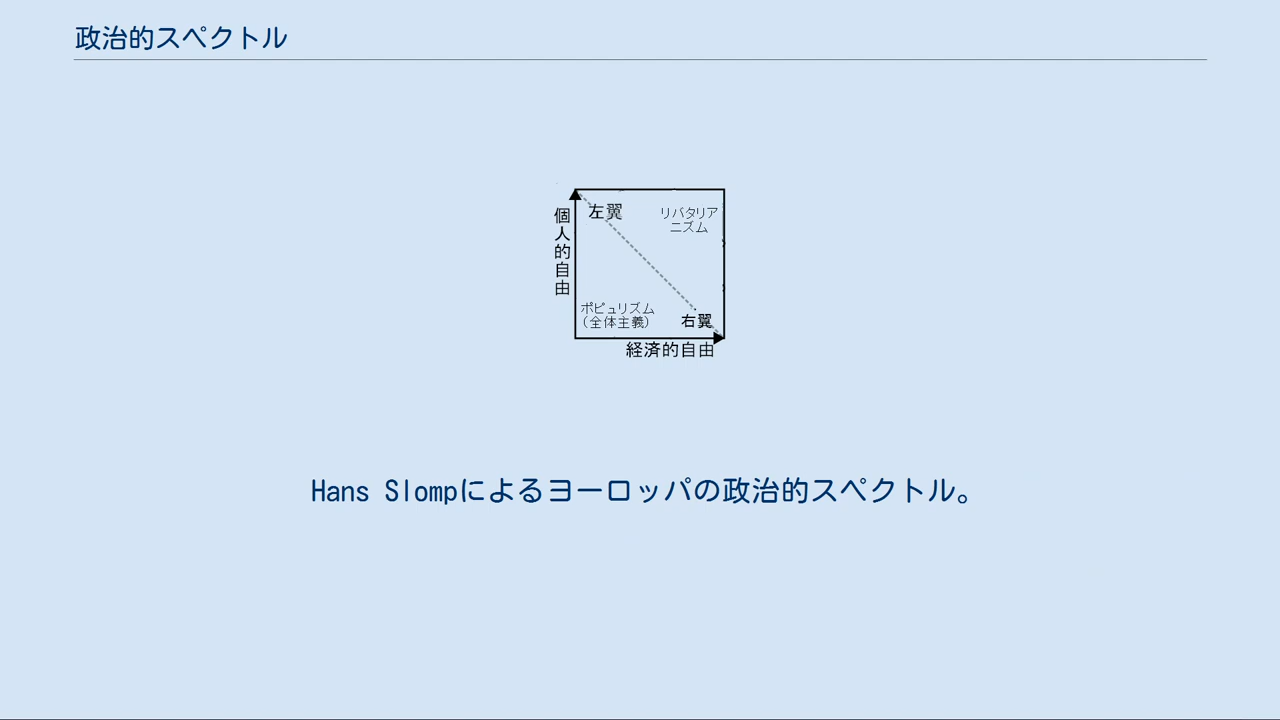 政治的スペクトル
個人的自由
左翼
リバタリア
ニズム
ポピュリズム
(全体主義)
右翼
経済的自由
Hans Slompによるヨーロッパの政治的スペクトル。